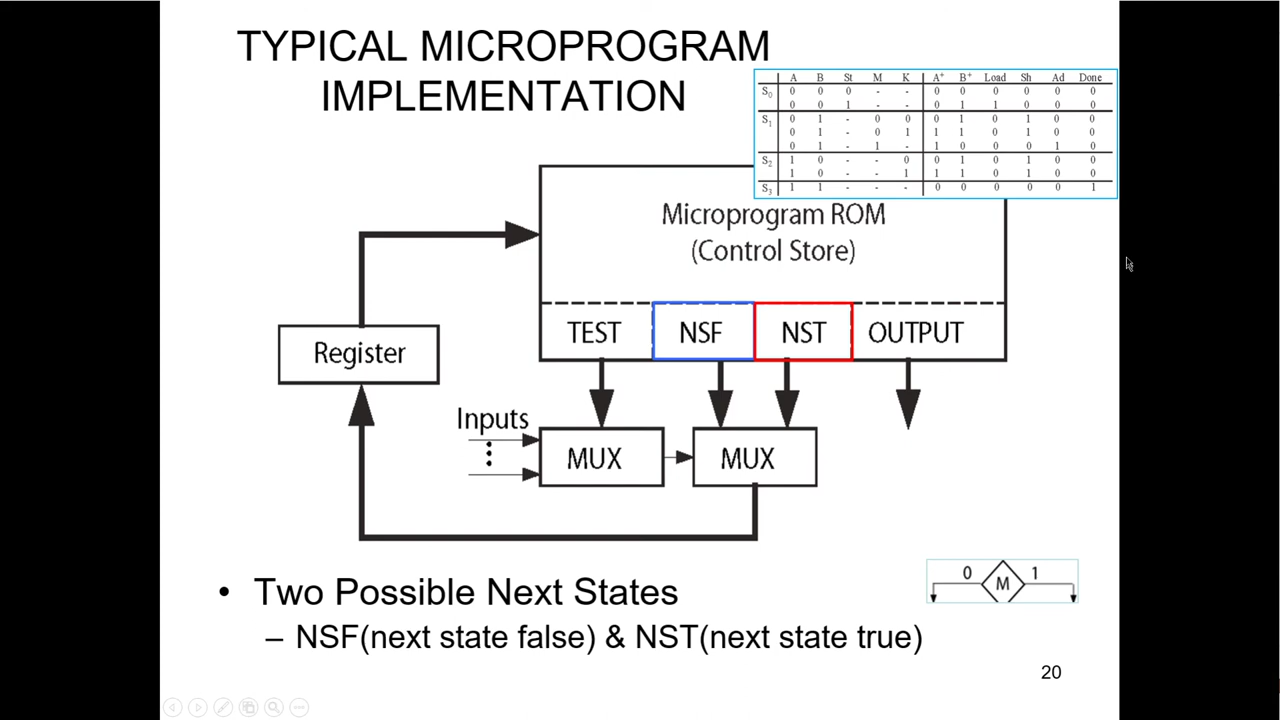 TYPICAL MICROPROGRAM
IMPLEMENTATION
A B St M K A⁺ B⁺ Load Sh Ad Done
S₀ 0 0 0 - - 0 0 0 0 0 0
0 0 1 - - 0 1 1 0 0 0
S₁ 0 1 - 0 0 0 1 0 1 0 0
0 1 - 0 1 1 1 0 1 0 0
0 1 - 1 - 1 0 0 0 1 0
S₂ 1 0 - - 0 0 1 0 1 0 0
1 0 - - 1 1 1 0 1 0 0
S₃ 1 1 - - - 0 0 0 0 0 1
Microprogram ROM
(Control Store)
TEST NSF NST OUTPUT
Register
Inputs
MUX MUX
0 M 1
• Two Possible Next States
– NSF(next state false) & NST(next state true)
20